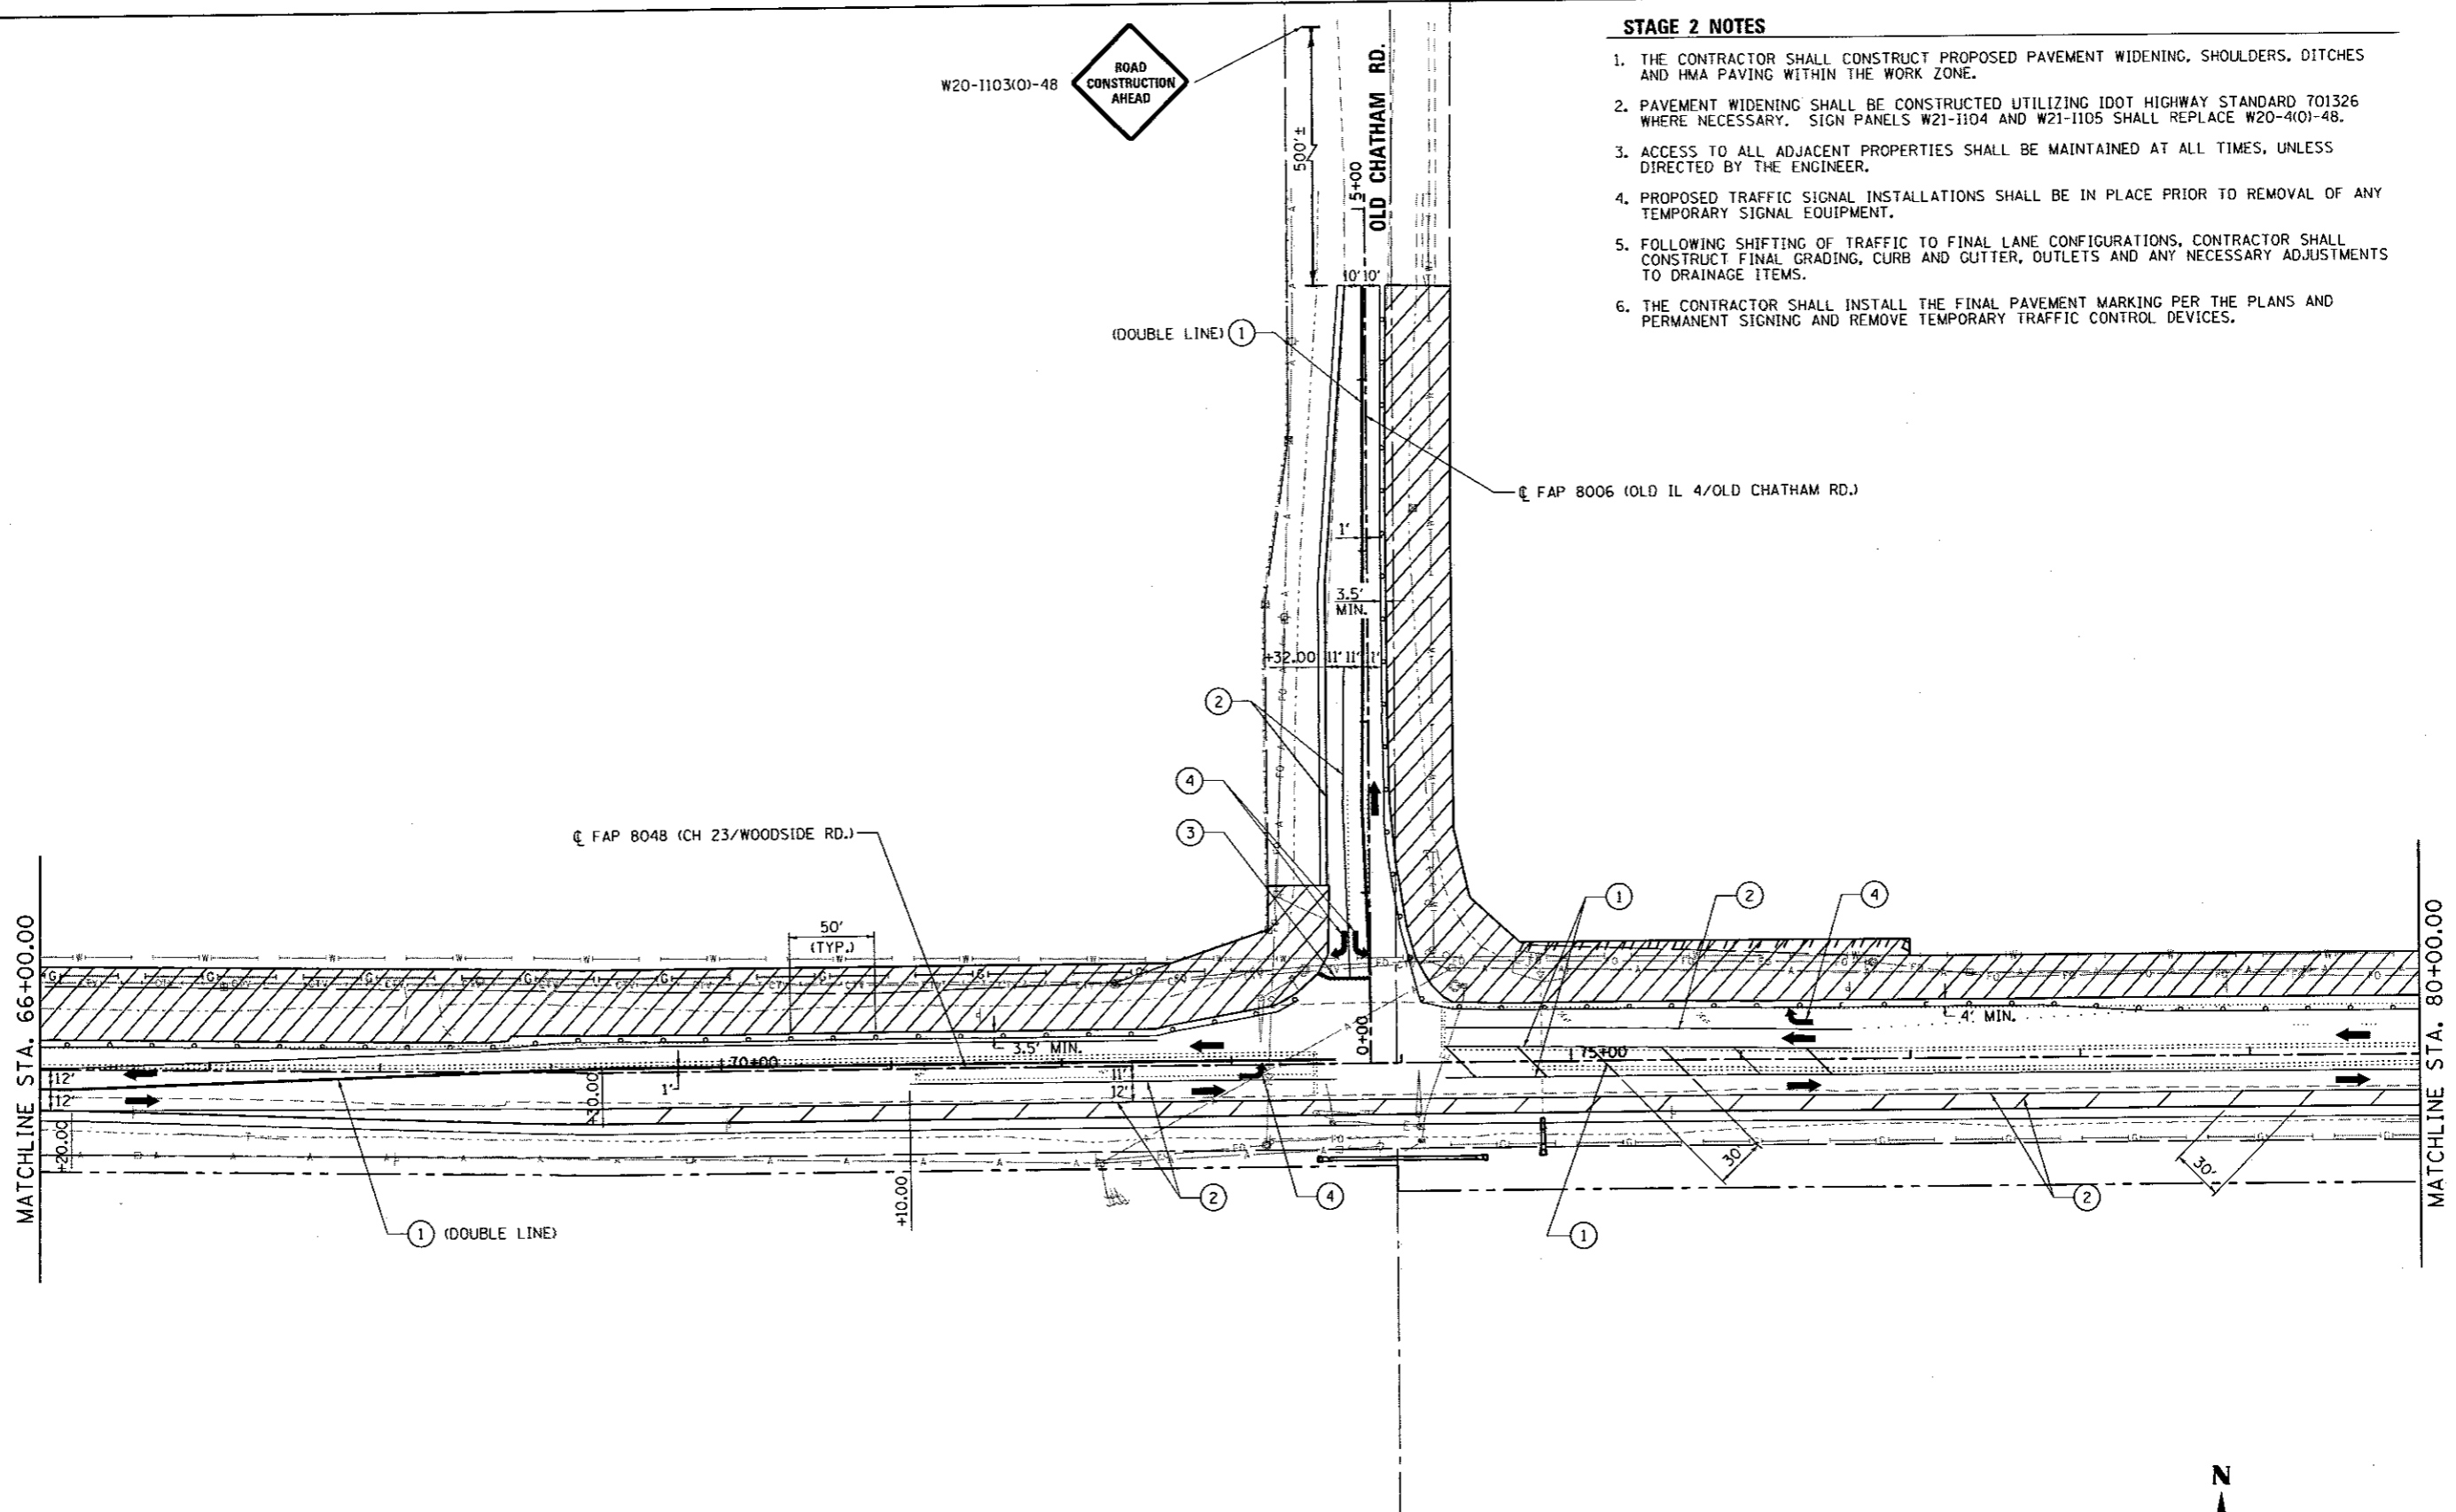 STAGE 2 NOTES
1. THE CONTRACTOR SHALL CONSTRUCT PROPOSED PAVEMENT WIDENING, SHOULDERS, DITCHES
AND HMA PAVING WITHIN THE WORK ZONE.
2. PAVEMENT WIDENING SHALL BE CONSTRUCTED UTILIZING IDOT HIGHWAY STANDARD 701326
WHERE NECESSARY. SIGN PANELS W21-I104 AND W21-I105 SHALL REPLACE W20-4(O)-48.
3. ACCESS TO ALL ADJACENT PROPERTIES SHALL BE MAINTAINED AT ALL TIMES, UNLESS
DIRECTED BY THE ENGINEER.
4. PROPOSED TRAFFIC SIGNAL INSTALLATIONS SHALL BE IN PLACE PRIOR TO REMOVAL OF ANY
TEMPORARY SIGNAL EQUIPMENT.
5. FOLLOWING SHIFTING OF TRAFFIC TO FINAL LANE CONFIGURATIONS, CONTRACTOR SHALL
CONSTRUCT FINAL GRADING, CURB AND GUTTER, OUTLETS AND ANY NECESSARY ADJUSTMENTS
TO DRAINAGE ITEMS.
6. THE CONTRACTOR SHALL INSTALL THE FINAL PAVEMENT MARKING PER THE PLANS AND
PERMANENT SIGNING AND REMOVE TEMPORARY TRAFFIC CONTROL DEVICES.
W20-I103(O)-48
ROAD
CONSTRUCTION
AHEAD
500'±
5+00
OLD CHATHAM RD.
10' 10'
(DOUBLE LINE) 1
℄ FAP 8006 (OLD IL 4/OLD CHATHAM RD.)
1'
3.5'
MIN.
+32.00 11' 11' 1'
2
4
3
℄ FAP 8048 (CH 23/WOODSIDE RD.)
1
2
4
50'
(TYP.)
MATCHLINE STA. 66+00.00
MATCHLINE STA. 80+00.00
4' MIN.
3.5' MIN.
0+00
70+00
75+00
12'
12'
1'
11'
12'
+30.00
+20.00
+10.00
30'
30'
2
4
2
1
1 (DOUBLE LINE)
N